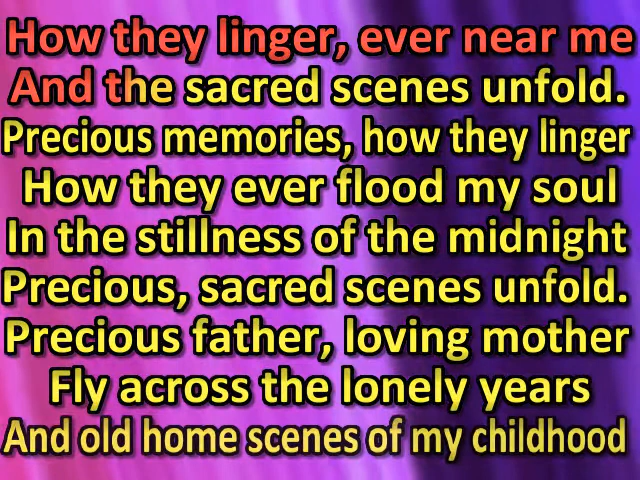 How they linger, ever near me
And the sacred scenes unfold.
Precious memories, how they linger
How they ever flood my soul
In the stillness of the midnight
Precious, sacred scenes unfold.
Precious father, loving mother
Fly across the lonely years
And old home scenes of my childhood